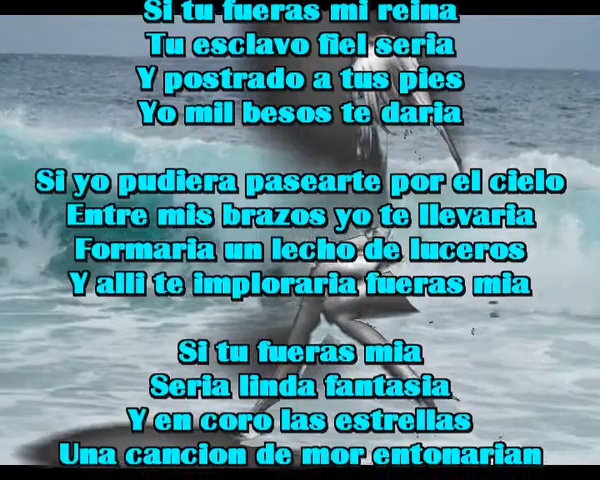 Si tu fueras mi reina
Tu esclavo fiel seria
Y postrado a tus pies
Yo mil besos te daria
Si yo pudiera pasearte por el cielo
Entre mis brazos yo te llevaria
Formaria un lecho de luceros
Y alli te imploraria fueras mia
Si tu fueras mia
Seria linda fantasia
Y en coro las estrellas
Una cancion de mor entonarian